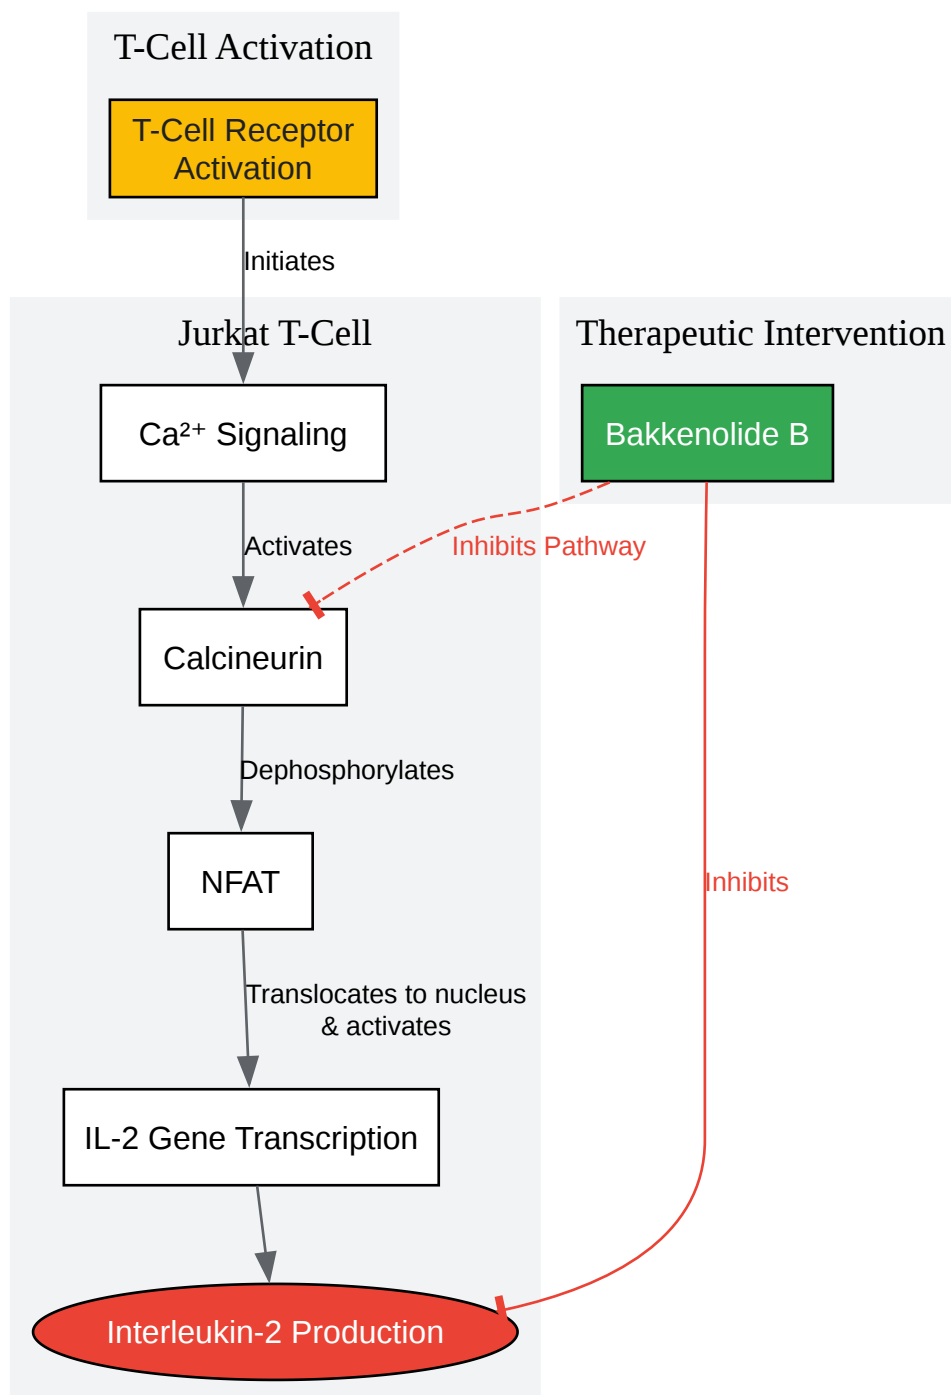 T-Cell Activation
T-Cell Receptor
Activation
Initiates
Jurkat T-Cell
Therapeutic Intervention
Ca²⁺ Signaling
Bakkenolide B
Activates
Inhibits Pathway
Calcineurin
Dephosphorylates
NFAT
Inhibits
Translocates to nucleus
& activates
IL-2 Gene Transcription
Interleukin-2 Production